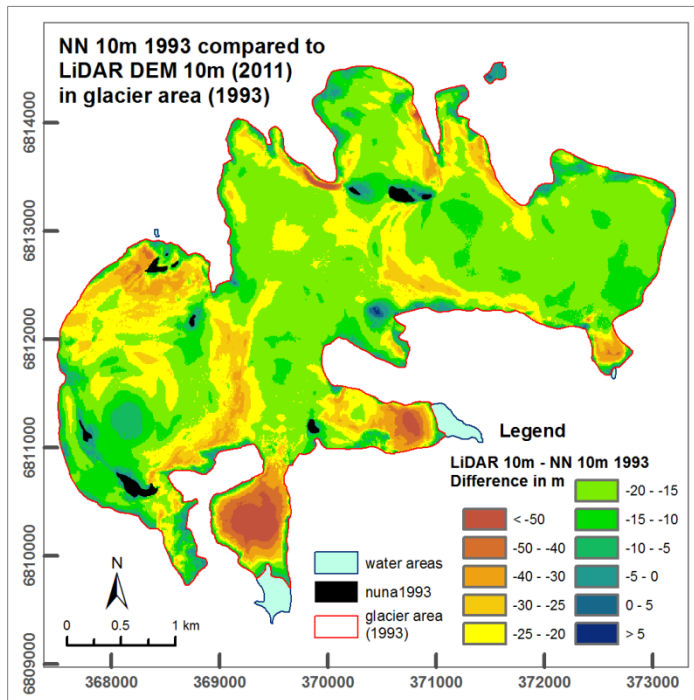 NN 10m 1993 compared to
LiDAR DEM 10m (2011)
in glacier area (1993)
6814000
6813000
6812000
6811000
6810000
6809000
N
0 0.5 1 km
368000 369000 370000 371000 372000 373000
water areas
nuna1993
glacier area
(1993)
Legend
LiDAR 10m - NN 10m 1993
Difference in m
< -50
-50 - -40
-40 - -30
-30 - -25
-25 - -20
-20 - -15
-15 - -10
-10 - -5
-5 - 0
0 - 5
> 5